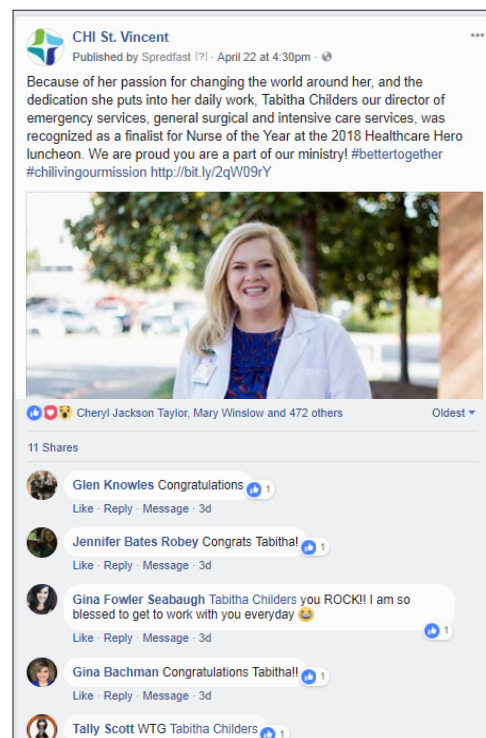 CHI St. Vincent
Published by Spredfast [?] · April 22 at 4:30pm ·
Because of her passion for changing the world around her, and the
dedication she puts into her daily work, Tabitha Childers our director of
emergency services, general surgical and intensive care services, was
recognized as a finalist for Nurse of the Year at the 2018 Healthcare Hero
luncheon. We are proud you are a part of our ministry! #bettertogether
#chilivingourmission http://bit.ly/2qW09rY
Cheryl Jackson Taylor, Mary Winslow and 472 others Oldest
11 Shares
Glen Knowles Congratulations 1
Like · Reply · Message · 3d
Jennifer Bates Robey Congrats Tabitha! 1
Like · Reply · Message · 3d
Gina Fowler Seabaugh Tabitha Childers you ROCK!! I am so
blessed to get to work with you everyday 😂
1
Like · Reply · Message · 3d
Gina Bachman Congratulations Tabitha!! 1
Like · Reply · Message · 3d
Tally Scott WTG Tabitha Childers 1